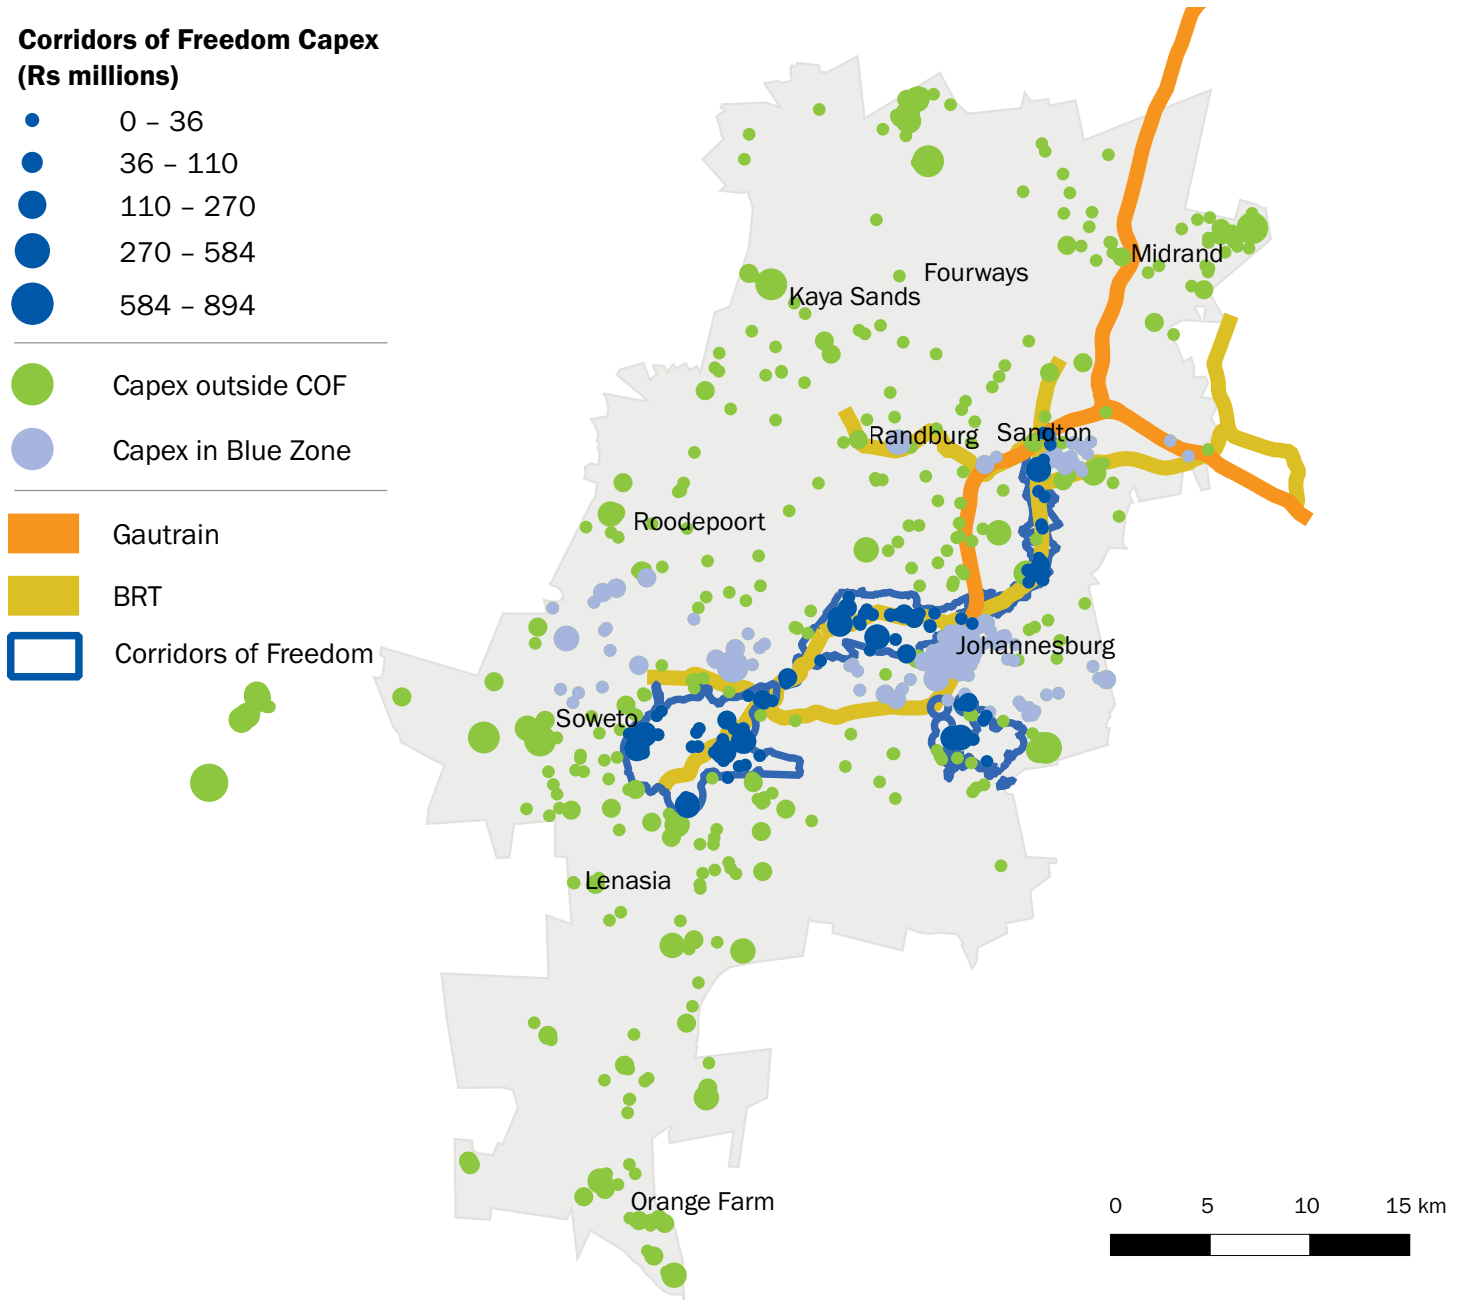 Corridors of Freedom Capex
(Rs millions)
0 – 36
36 – 110
110 – 270
270 – 584
584 – 894
Capex outside COF
Capex in Blue Zone
Gautrain
BRT
Corridors of Freedom
Midrand
Fourways
Kaya Sands
Randburg
Sandton
Roodepoort
Johannesburg
Soweto
Lenasia
Orange Farm
0 5 10 15 km